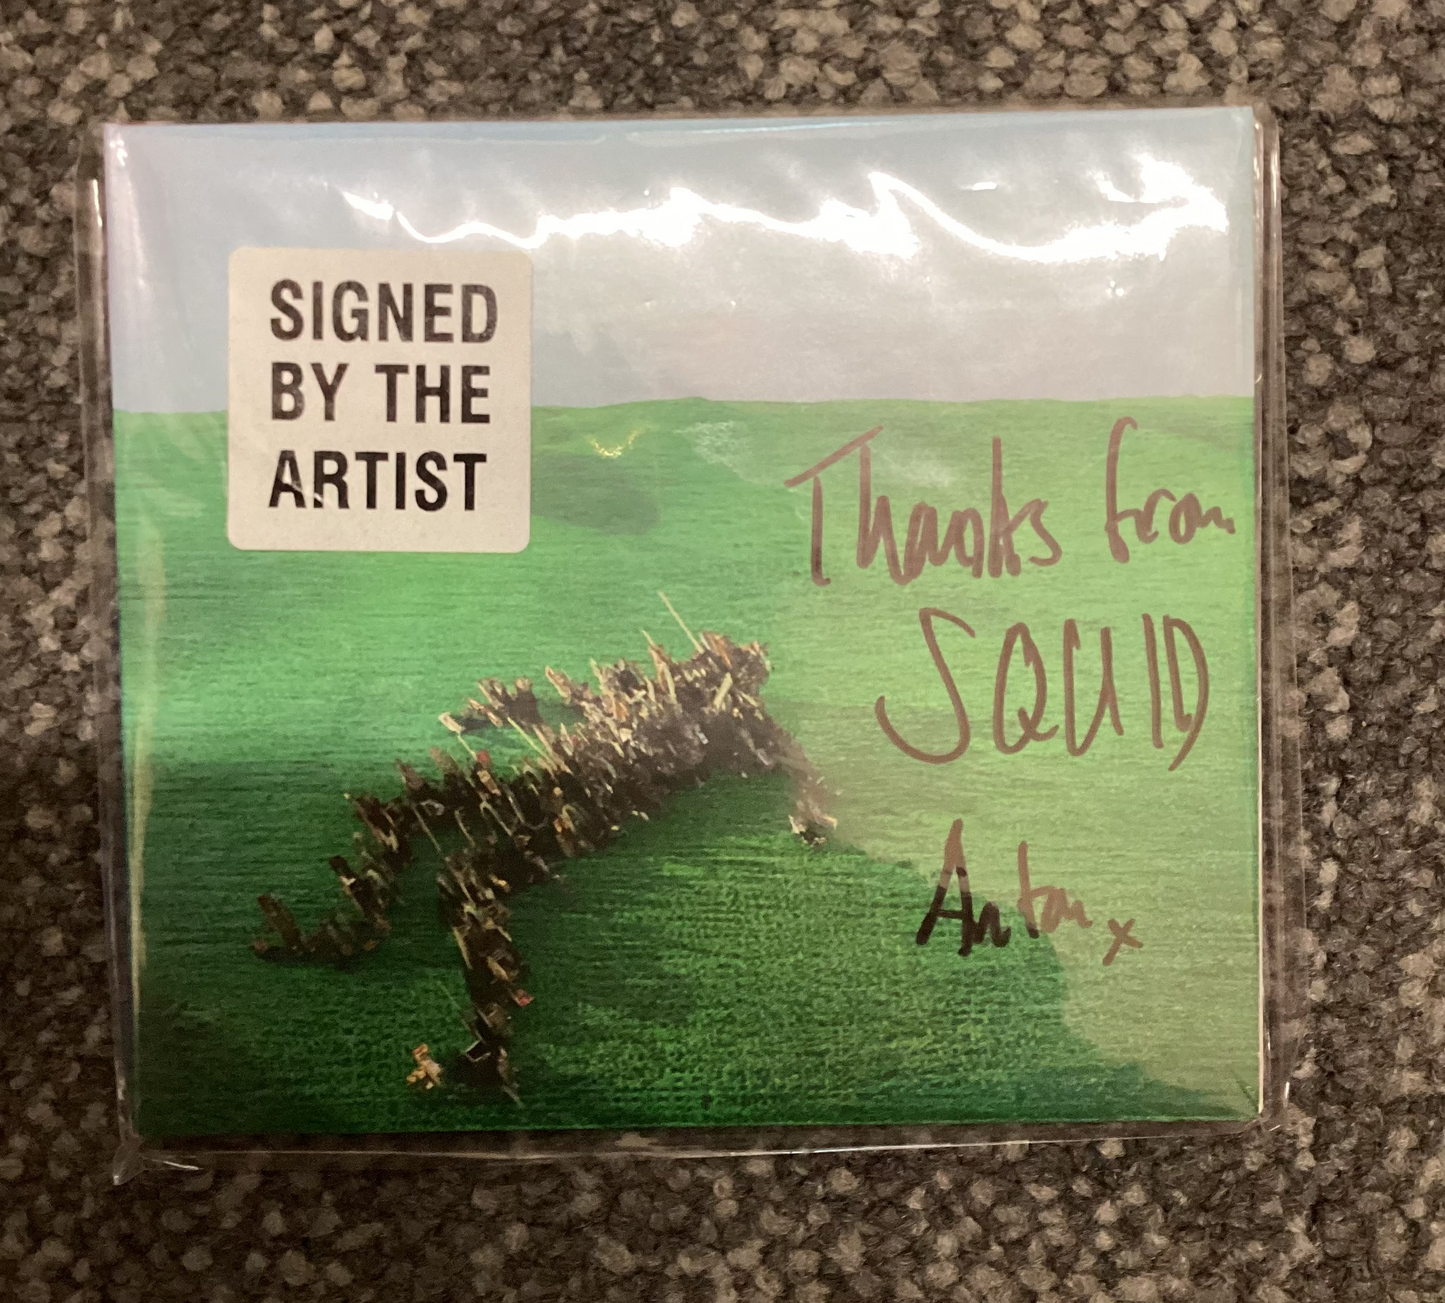 SIGNED
BY THE
ARTIST
Thanks from
SQUID
Anton x